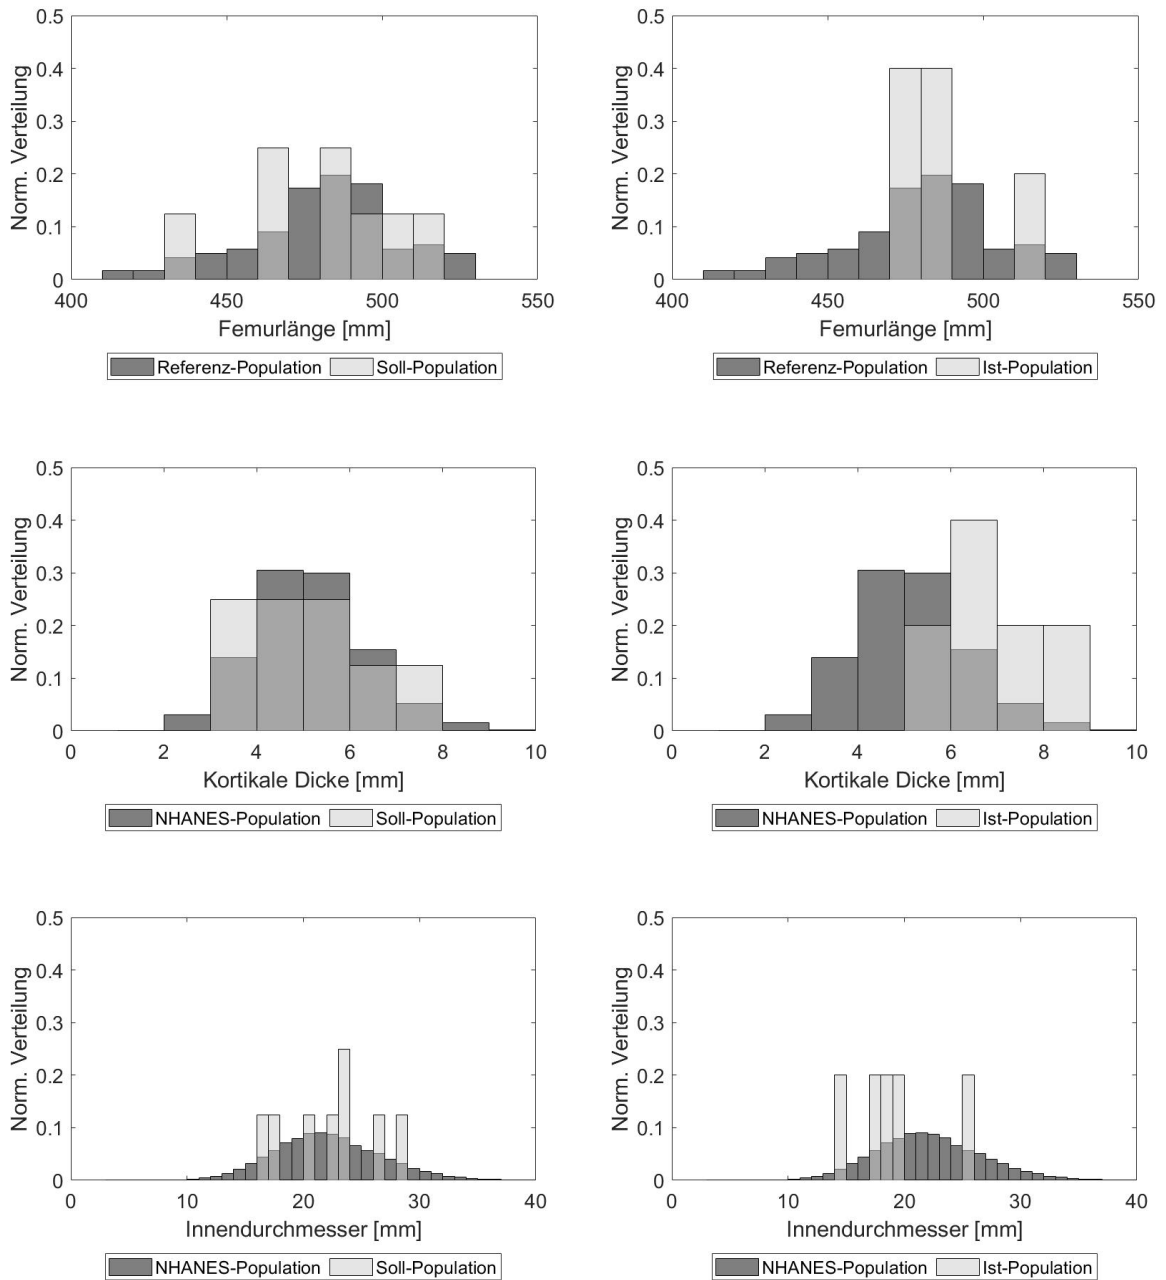 0.5
0.4
0.3
0.2
0.1
0
Norm. Verteilung
400 450 500 550
Femurlänge [mm]
Referenz-Population Soll-Population
0.5
0.4
0.3
0.2
0.1
0
Norm. Verteilung
400 450 500 550
Femurlänge [mm]
Referenz-Population Ist-Population
0.5
0.4
0.3
0.2
0.1
0
Norm. Verteilung
0 2 4 6 8 10
Kortikale Dicke [mm]
NHANES-Population Soll-Population
0.5
0.4
0.3
0.2
0.1
0
Norm. Verteilung
0 2 4 6 8 10
Kortikale Dicke [mm]
NHANES-Population Ist-Population
0.5
0.4
0.3
0.2
0.1
0
Norm. Verteilung
0 10 20 30 40
Innendurchmesser [mm]
NHANES-Population Soll-Population
0.5
0.4
0.3
0.2
0.1
0
Norm. Verteilung
0 10 20 30 40
Innendurchmesser [mm]
NHANES-Population Ist-Population